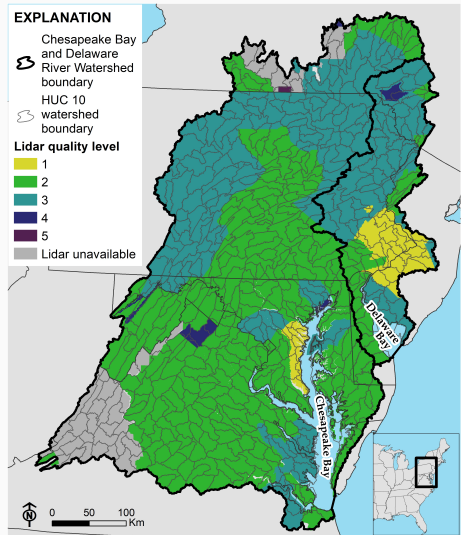 EXPLANATION
Chesapeake Bay
and Delaware
River Watershed
boundary
HUC 10
watershed
boundary
Lidar quality level
1
2
3
4
5
Lidar unavailable
Delaware
Bay
Chesapeake Bay
N
0 50 100
Km